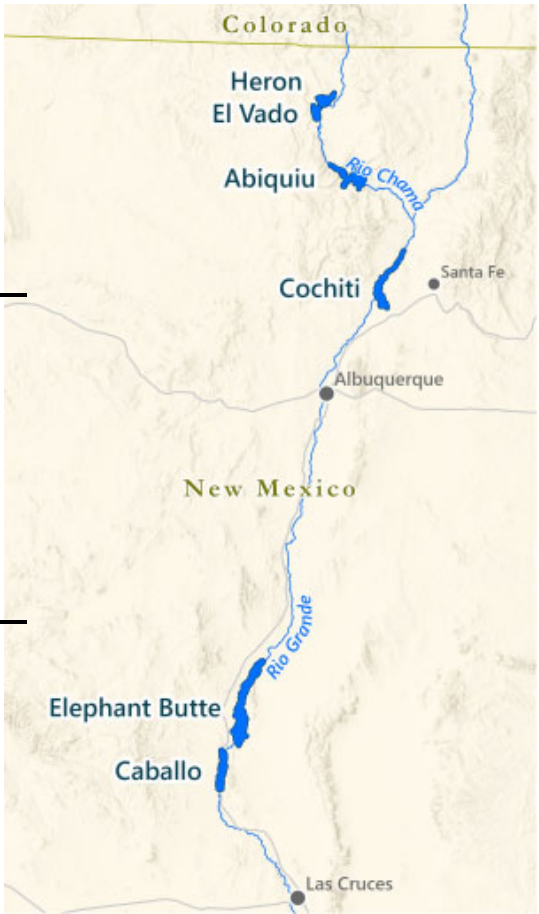 Colorado
Heron
El Vado
Abiquiu
Rio Chama
Cochiti
Santa Fe
Albuquerque
New Mexico
Rio Grande
Elephant Butte
Caballo
Las Cruces